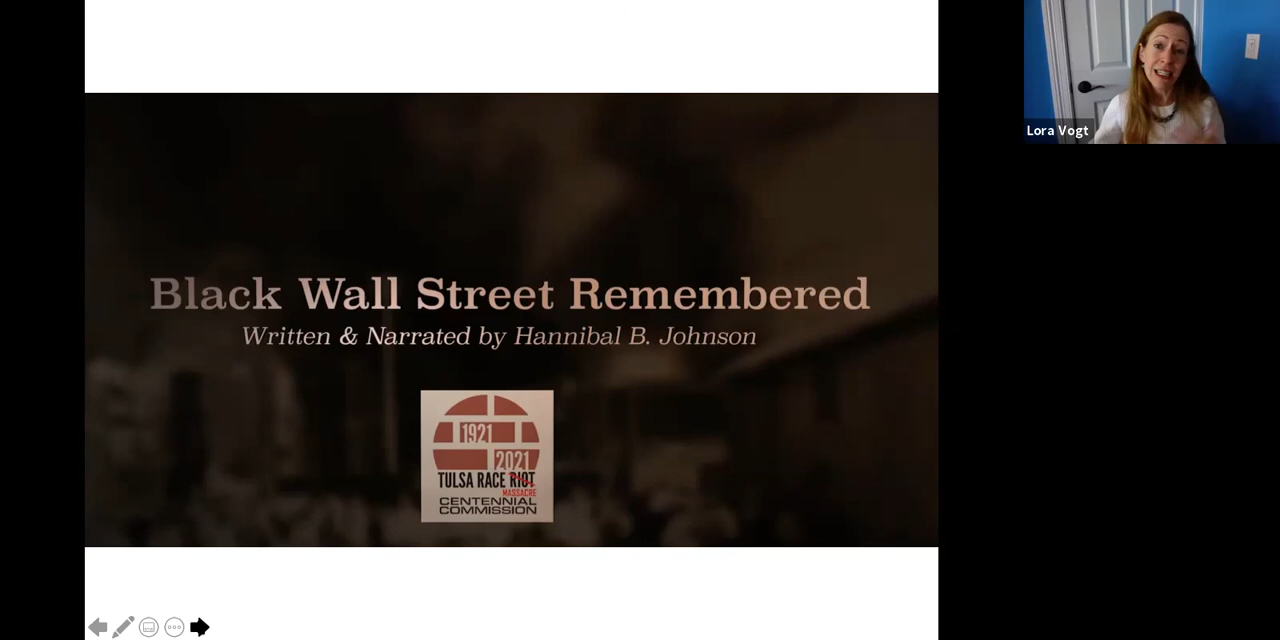 Black Wall Street Remembered
Written & Narrated by Hannibal B. Johnson
1921
2021
TULSA RACE RIOT
MASSACRE
CENTENNIAL
COMMISSION
Lora Vogt